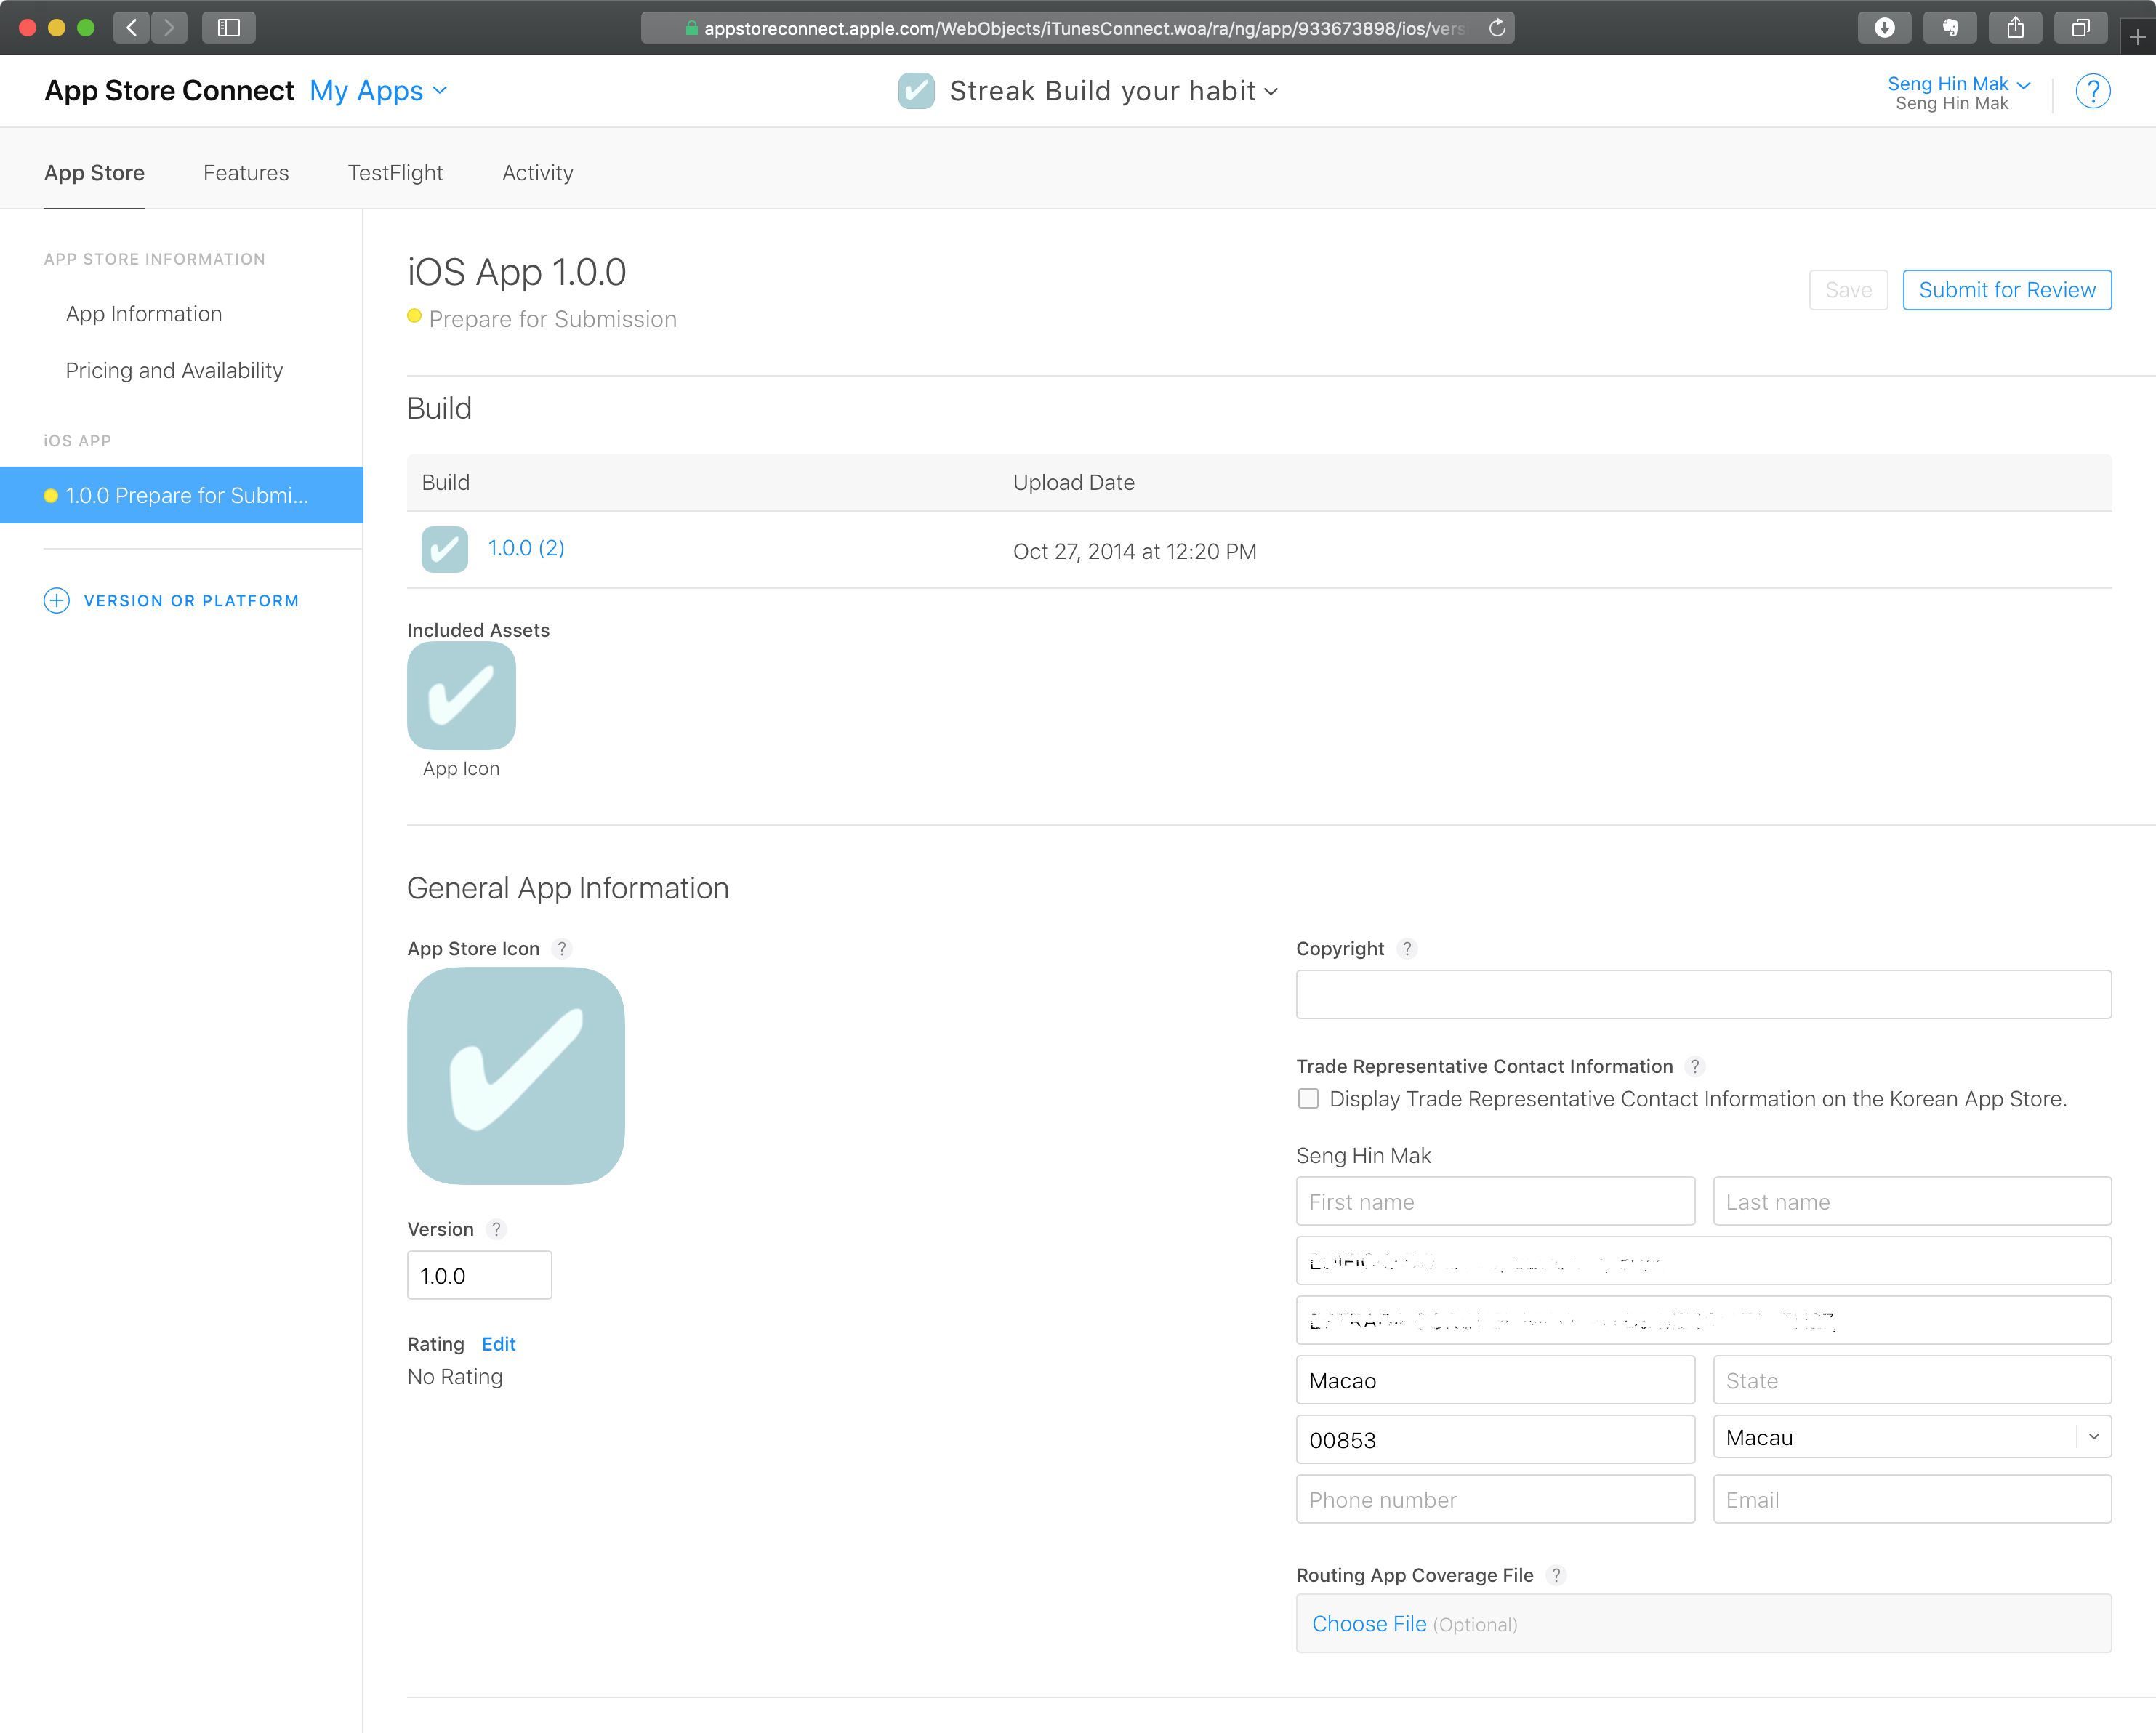 appstoreconnect.apple.com/WebObjects/iTunesConnect.woa/ra/ng/app/933673898/ios/vers
App Store Connect My Apps
Streak Build your habit
Seng Hin Mak
Seng Hin Mak
?
App Store Features TestFlight Activity
APP STORE INFORMATION
App Information
Pricing and Availability
iOS APP
1.0.0 Prepare for Submi...
VERSION OR PLATFORM
iOS App 1.0.0
Prepare for Submission
Save Submit for Review
Build
Build Upload Date
1.0.0 (2) Oct 27, 2014 at 12:20 PM
Included Assets
App Icon
General App Information
App Store Icon ?
Version ?
1.0.0
Rating Edit
No Rating
Copyright ?
Trade Representative Contact Information ?
Display Trade Representative Contact Information on the Korean App Store.
Seng Hin Mak
First name Last name
Macao State
00853 Macau
Phone number Email
Routing App Coverage File ?
Choose File (Optional)